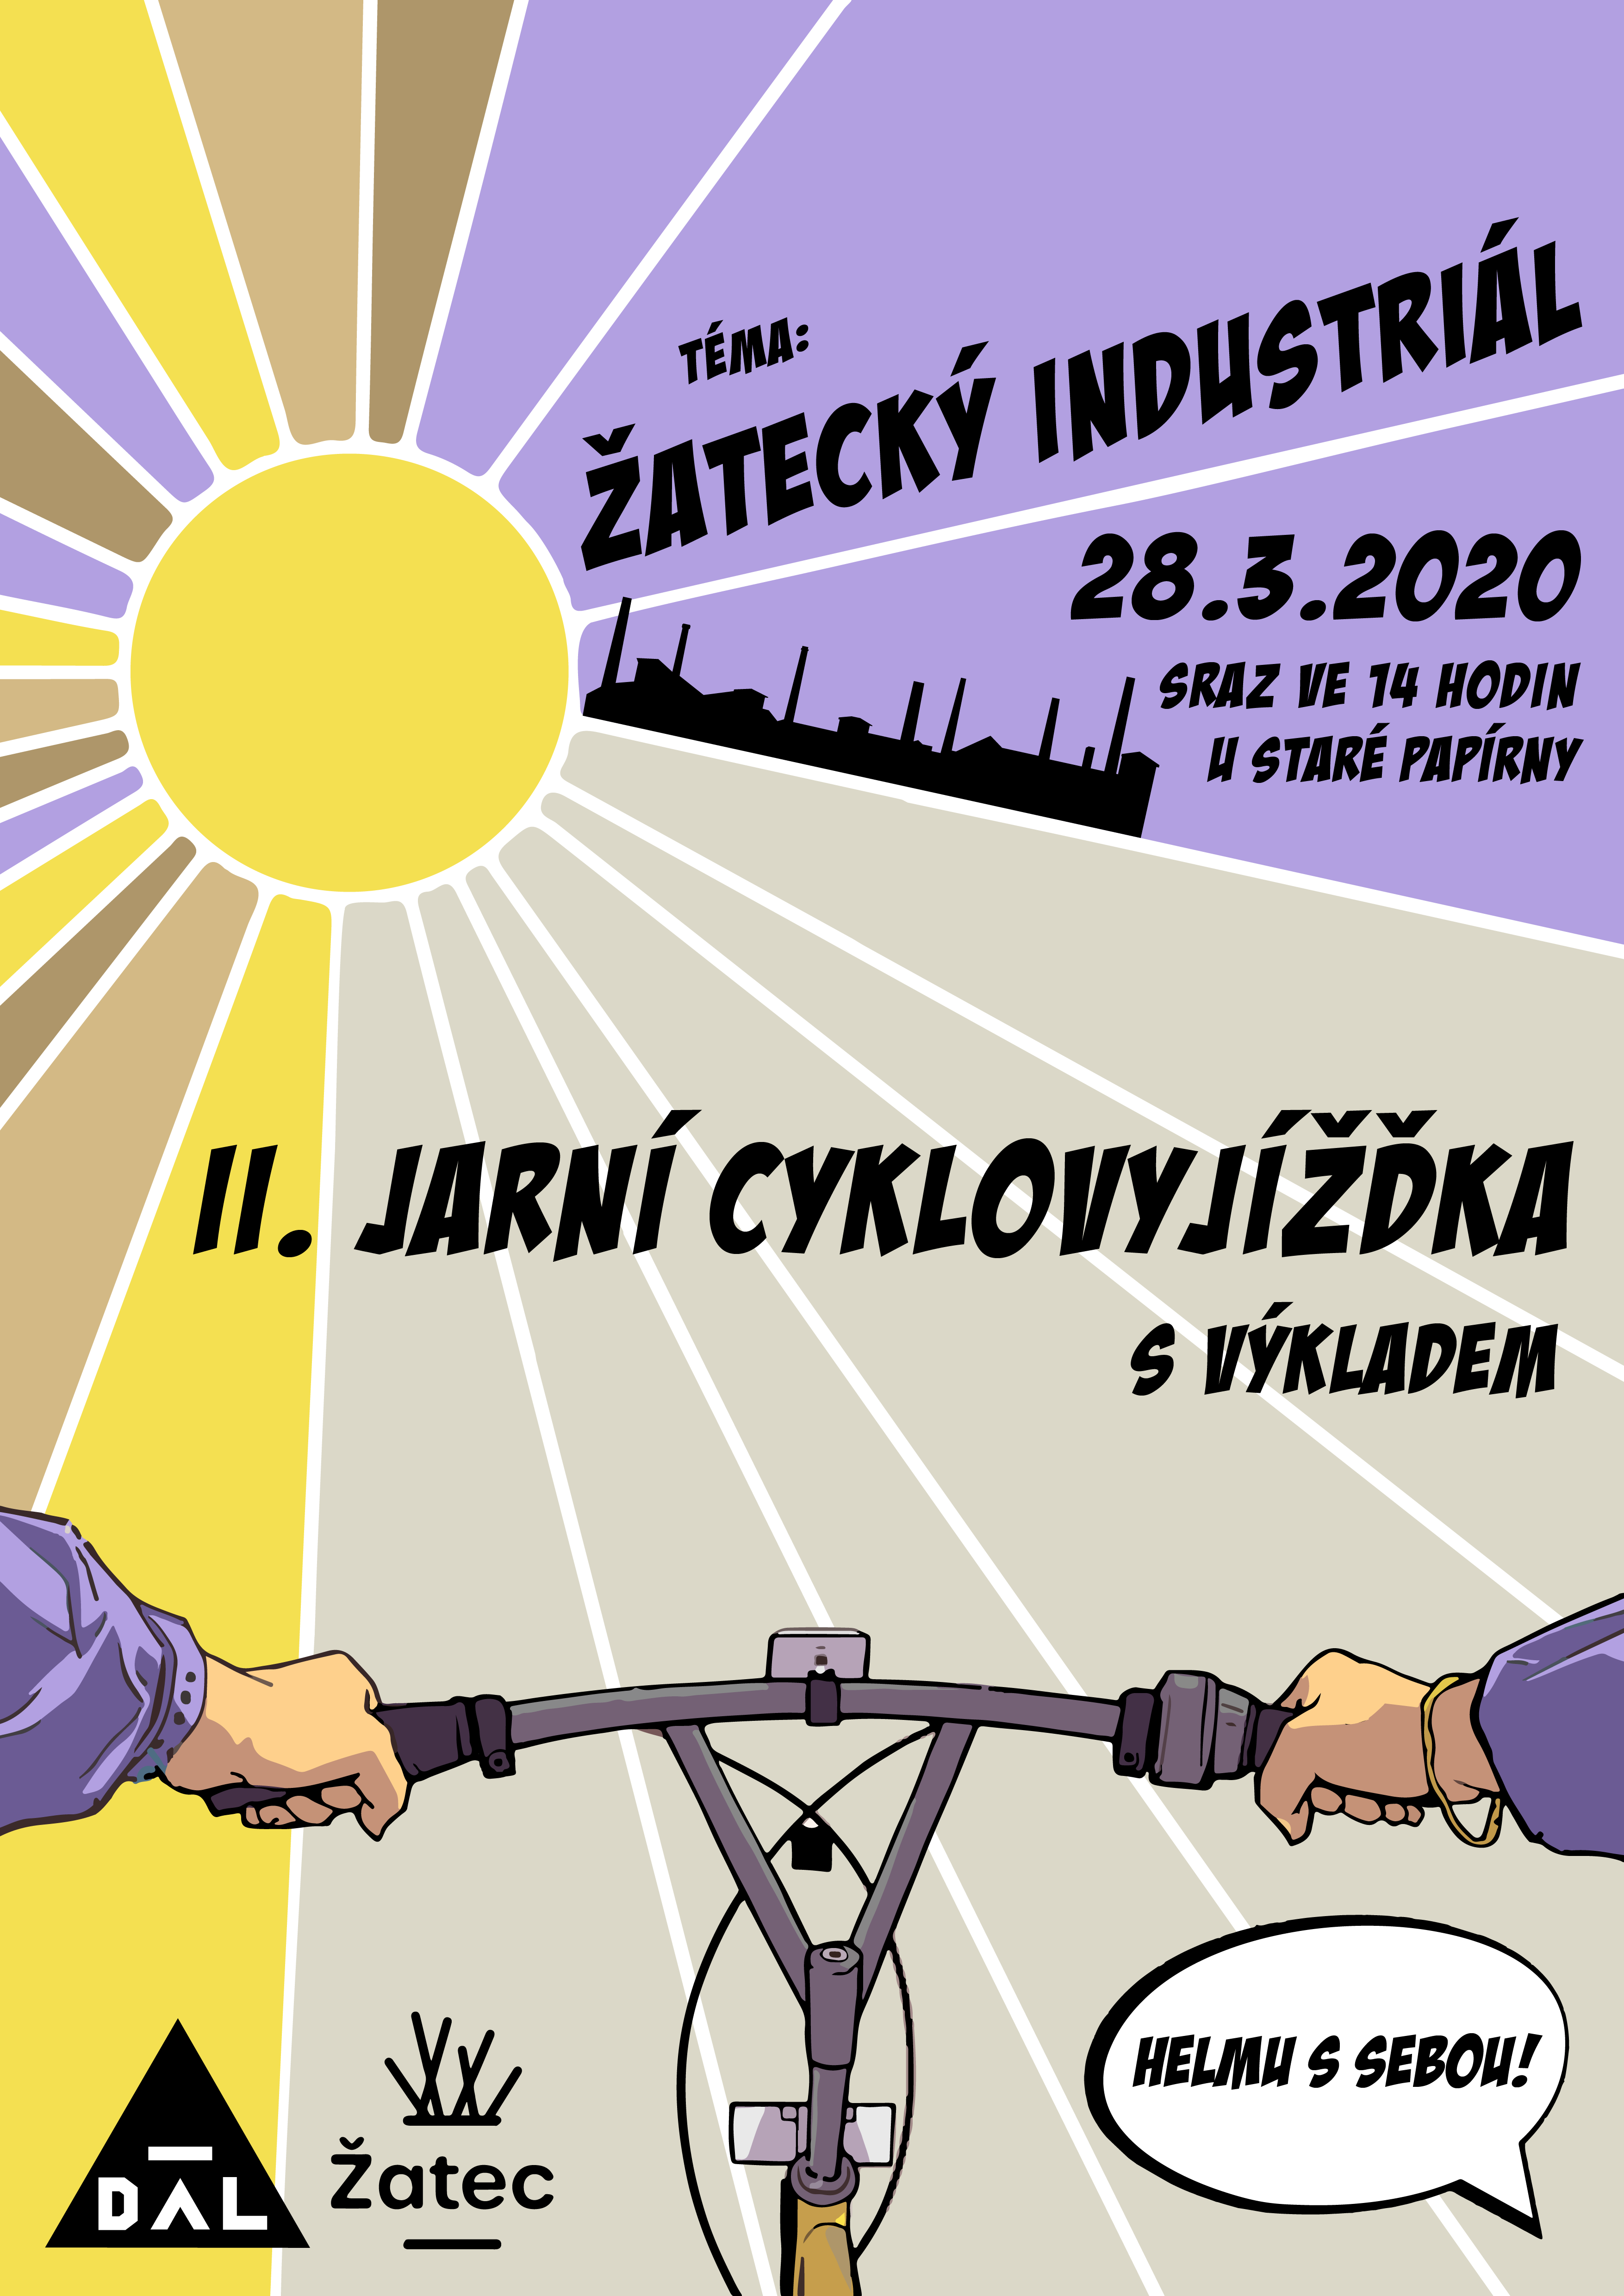 TÉMA:
ŽATECKÝ INDUSTRIÁL
28.3.2020
SRAZ VE 14 HODIN
U STARÉ PAPÍRNY
II. JARNÍ CYKLOVYJÍŽĎKA
S VÝKLADEM
HELMU S SEBOU!
DAL
žatec